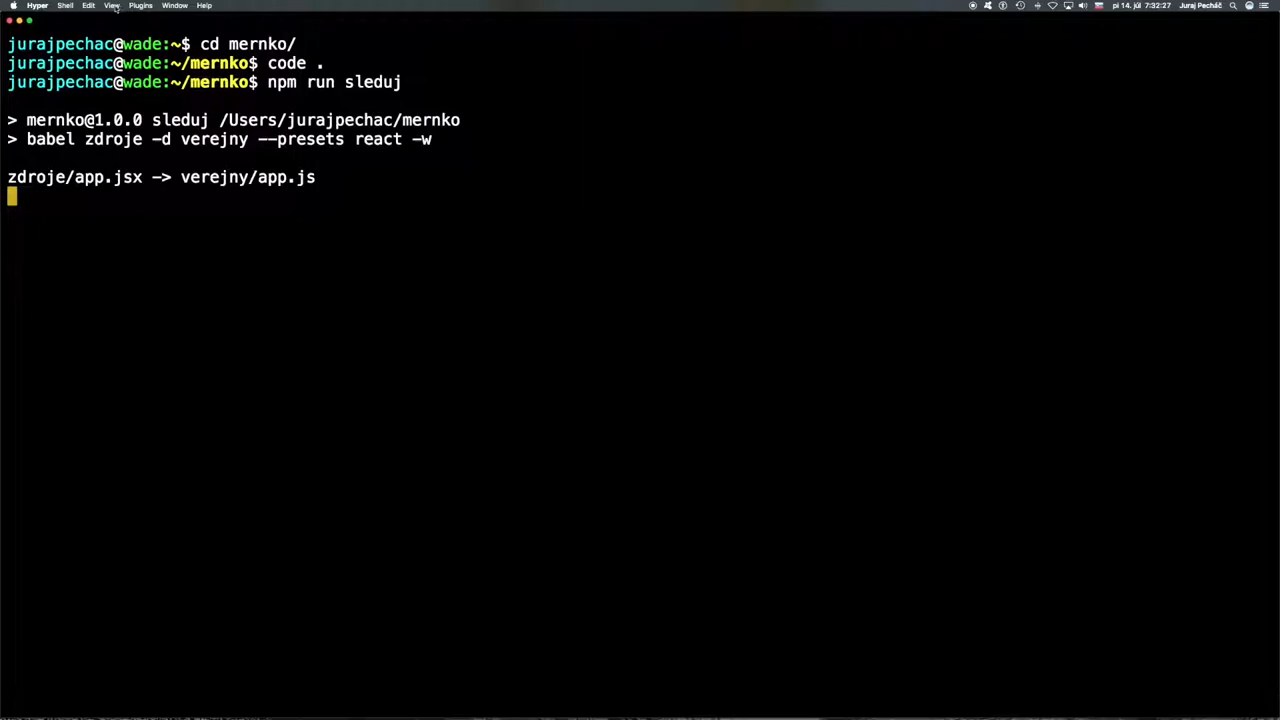 Hyper Shell Edit View Plugins Window Help pi 14. júl 7:32:27 Juraj Pecháč
jurajpechac@wade:~$ cd mernko/
jurajpechac@wade:~/mernko$ code .
jurajpechac@wade:~/mernko$ npm run sleduj
> mernko@1.0.0 sleduj /Users/jurajpechac/mernko
> babel zdroje -d verejny --presets react -w
zdroje/app.jsx -> verejny/app.js